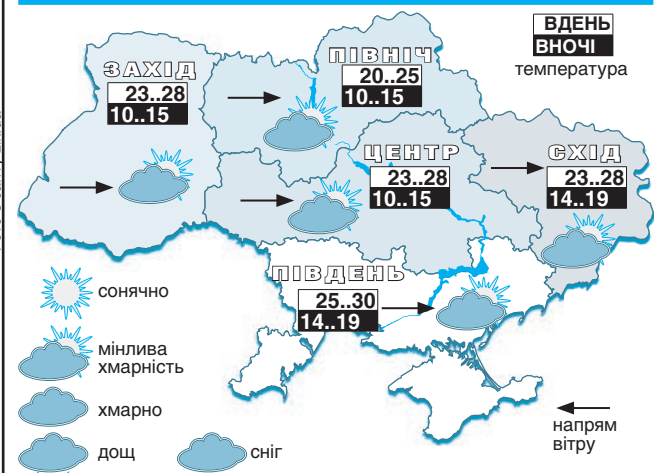 ВДЕНЬ
ВНОЧІ
температура
ПІВНІЧ
20..25
10..15
ЗАХІД
23..28
10..15
ЦЕНТР
23..28
10..15
СХІД
23..28
14..19
ПІВДЕНЬ
25..30
14..19
сонячно
мінлива
хмарність
хмарно
дощ
сніг
напрям
вітру